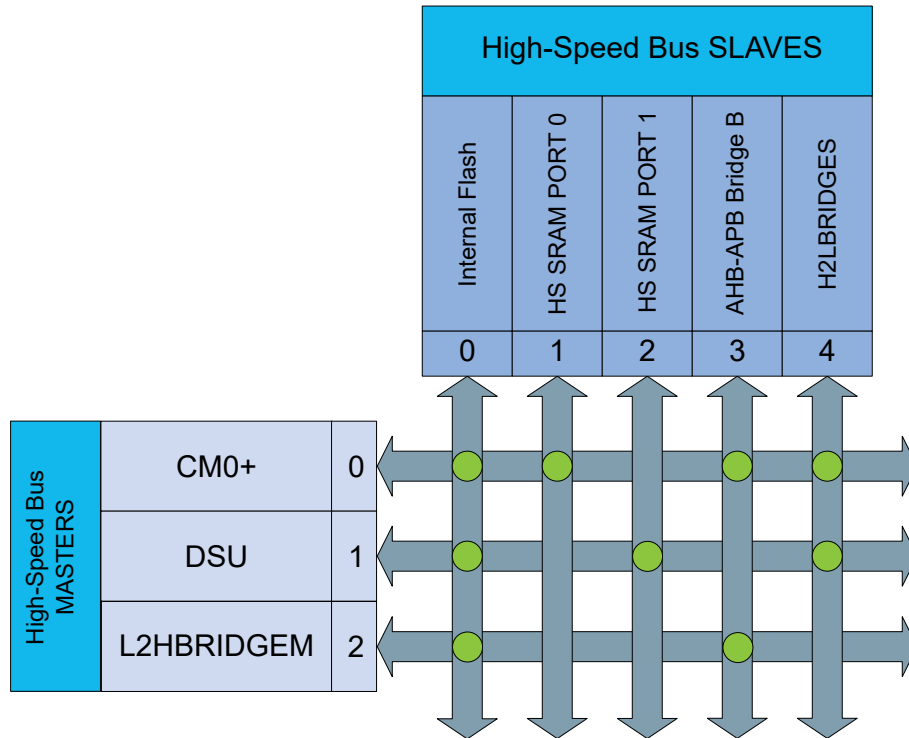 High-Speed Bus SLAVES
Internal Flash
HS SRAM PORT 0
HS SRAM PORT 1
AHB-APB Bridge B
H2LBRIDGES
0 1 2 3 4
High-Speed Bus
MASTERS
CM0+ 0
DSU 1
L2HBRIDGEM 2